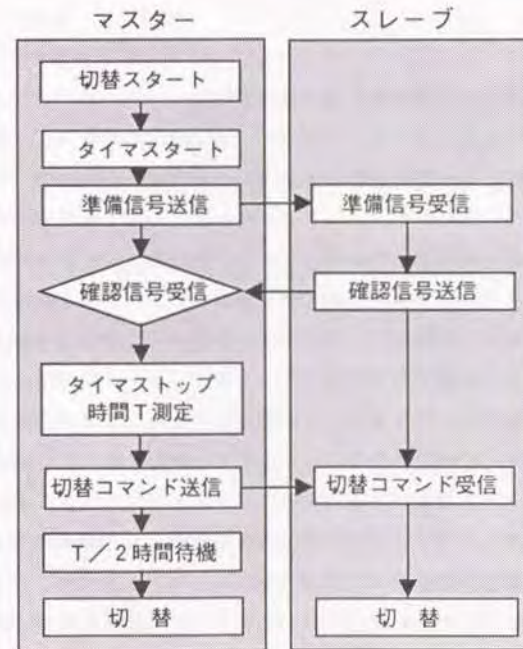 マスター
スレーブ
切替スタート
タイマスタート
準備信号送信
準備信号受信
確認信号受信
確認信号送信
タイマストップ
時間T測定
切替コマンド送信
切替コマンド受信
T／2時間待機
切 替
切 替